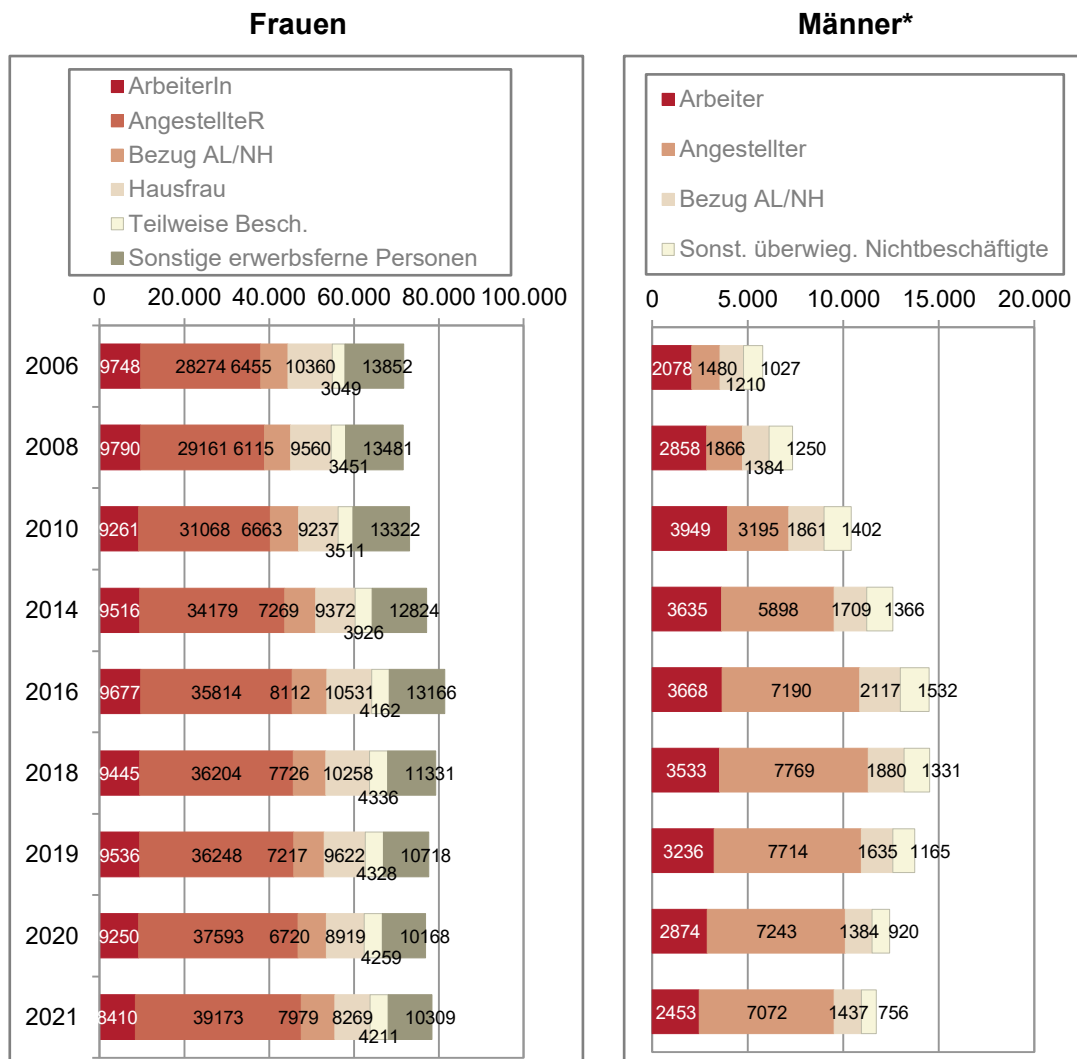 Frauen
ArbeiterIn
AngestellteR
Bezug AL/NH
Hausfrau
Teilweise Besch.
Sonstige erwerbsferne Personen
0 20.000 40.000 60.000 80.000 100.000
2006 9748 28274 6455 10360 3049 13852
2008 9790 29161 6115 9560 3451 13481
2010 9261 31068 6663 9237 3511 13322
2014 9516 34179 7269 9372 3926 12824
2016 9677 35814 8112 10531 4162 13166
2018 9445 36204 7726 10258 4336 11331
2019 9536 36248 7217 9622 4328 10718
2020 9250 37593 6720 8919 4259 10168
2021 8410 39173 7979 8269 4211 10309
Männer*
Arbeiter
Angestellter
Bezug AL/NH
Sonst. überwieg. Nichtbeschäftigte
0 5.000 10.000 15.000 20.000
2078 1480 1210 1027
2858 1866 1384 1250
3949 3195 1861 1402
3635 5898 1709 1366
3668 7190 2117 1532
3533 7769 1880 1331
3236 7714 1635 1165
2874 7243 1384 920
2453 7072 1437 756